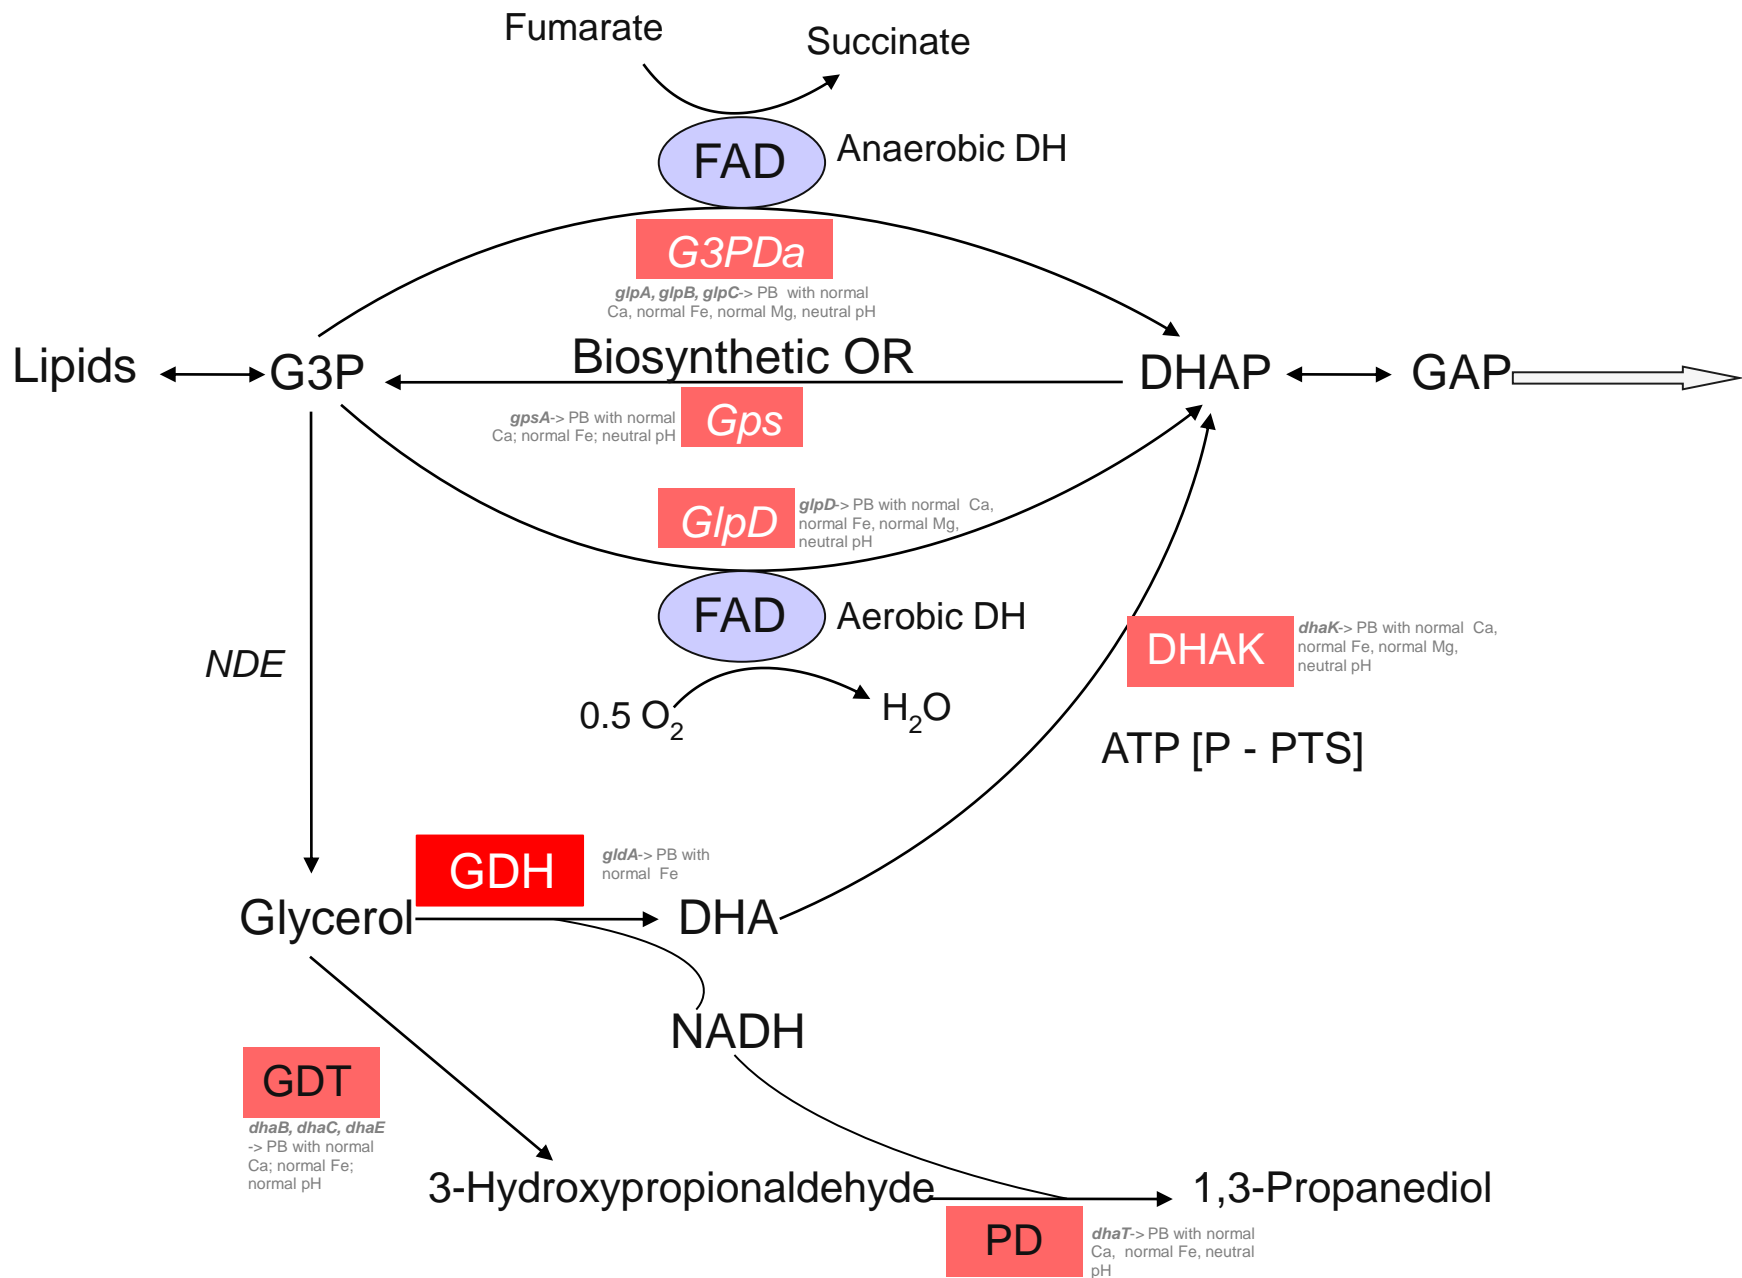 Fumarate
Succinate
FAD
Anaerobic DH
G3PDa
glpA, glpB, glpC-> PB with normal
Ca, normal Fe, normal Mg, neutral pH
Lipids
G3P
Biosynthetic OR
DHAP
GAP
gpsA-> PB with normal
Ca; normal Fe; neutral pH
Gps
GlpD
glpD-> PB with normal Ca,
normal Fe, normal Mg,
neutral pH
FAD
Aerobic DH
NDE
DHAK
dhaK-> PB with normal Ca,
normal Fe, normal Mg,
neutral pH
0.5 O2
H2O
ATP [P - PTS]
GDH
gldA-> PB with
normal Fe
Glycerol
DHA
NADH
GDT
dhaB, dhaC, dhaE
-> PB with normal
Ca; normal Fe;
normal pH
3-Hydroxypropionaldehyde
1,3-Propanediol
PD
dhaT-> PB with normal
Ca, normal Fe, neutral
pH